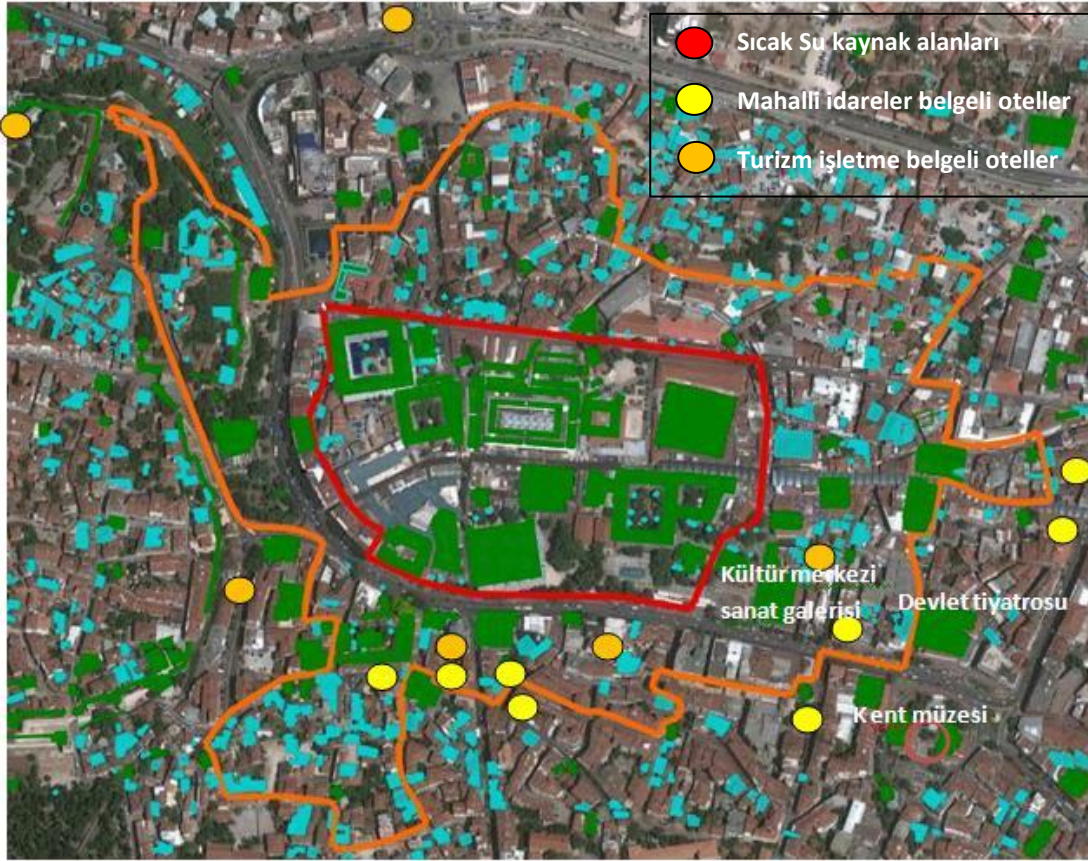 Sıcak Su kaynak alanları
Mahalli idareler belgeli oteller
Turizm işletme belgeli oteller
Kültür merkezi
sanat galerisi
Devlet tiyatrosu
Kent müzesi